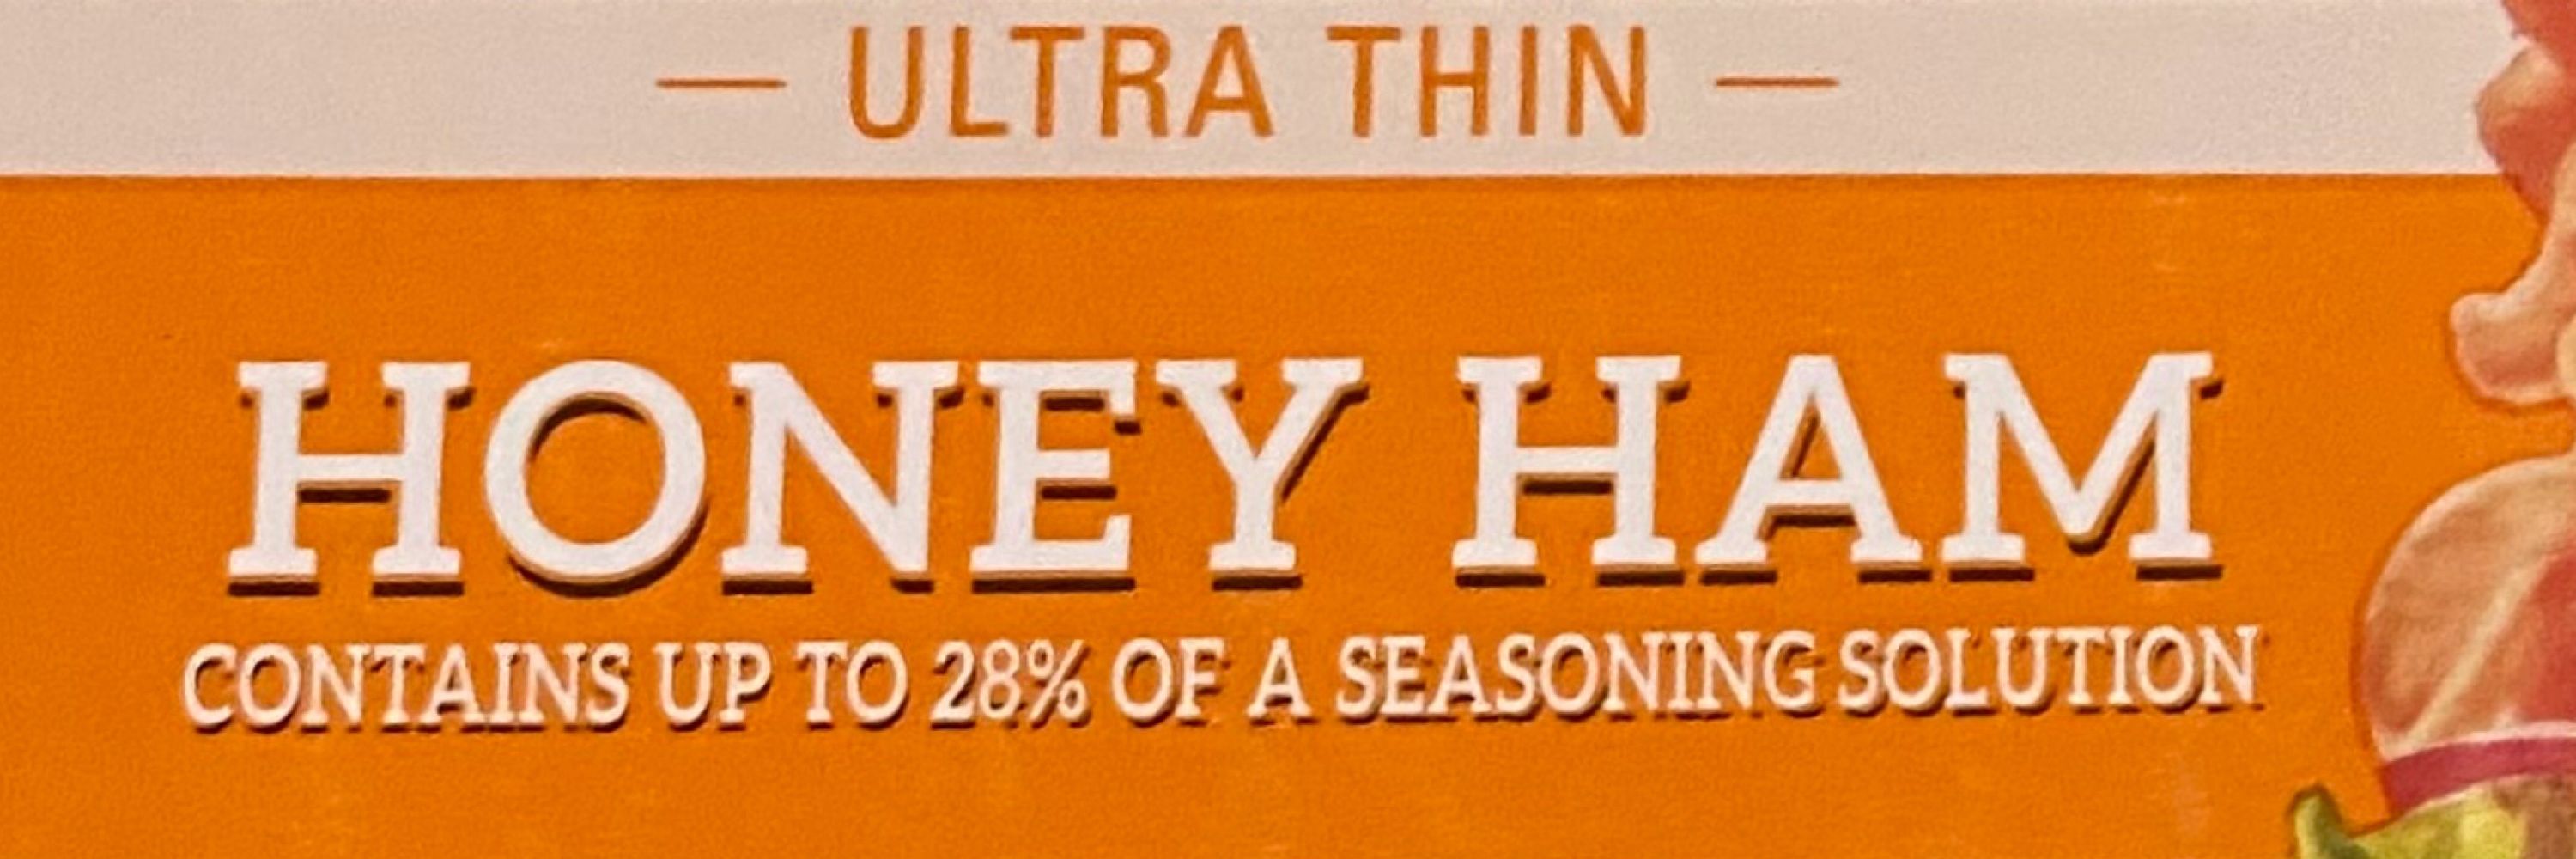 — ULTRA THIN —
HONEY HAM
CONTAINS UP TO 28% OF A SEASONING SOLUTION